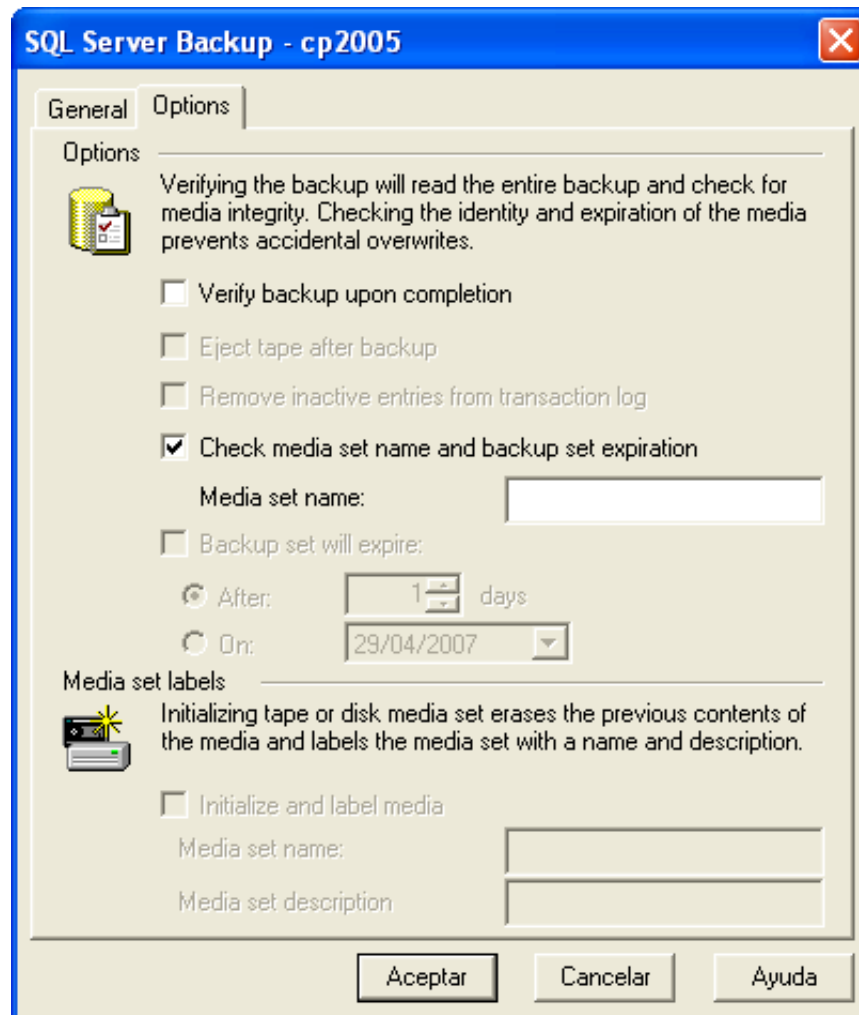 SQL Server Backup - cp2005
General
Options
Options
Verifying the backup will read the entire backup and check for
media integrity. Checking the identity and expiration of the media
prevents accidental overwrites.
Verify backup upon completion
Eject tape after backup
Remove inactive entries from transaction log
Check media set name and backup set expiration
Media set name:
Backup set will expire:
After: 1 days
On: 29/04/2007
Media set labels
Initializing tape or disk media set erases the previous contents of
the media and labels the media set with a name and description.
Initialize and label media
Media set name:
Media set description
Aceptar Cancelar Ayuda